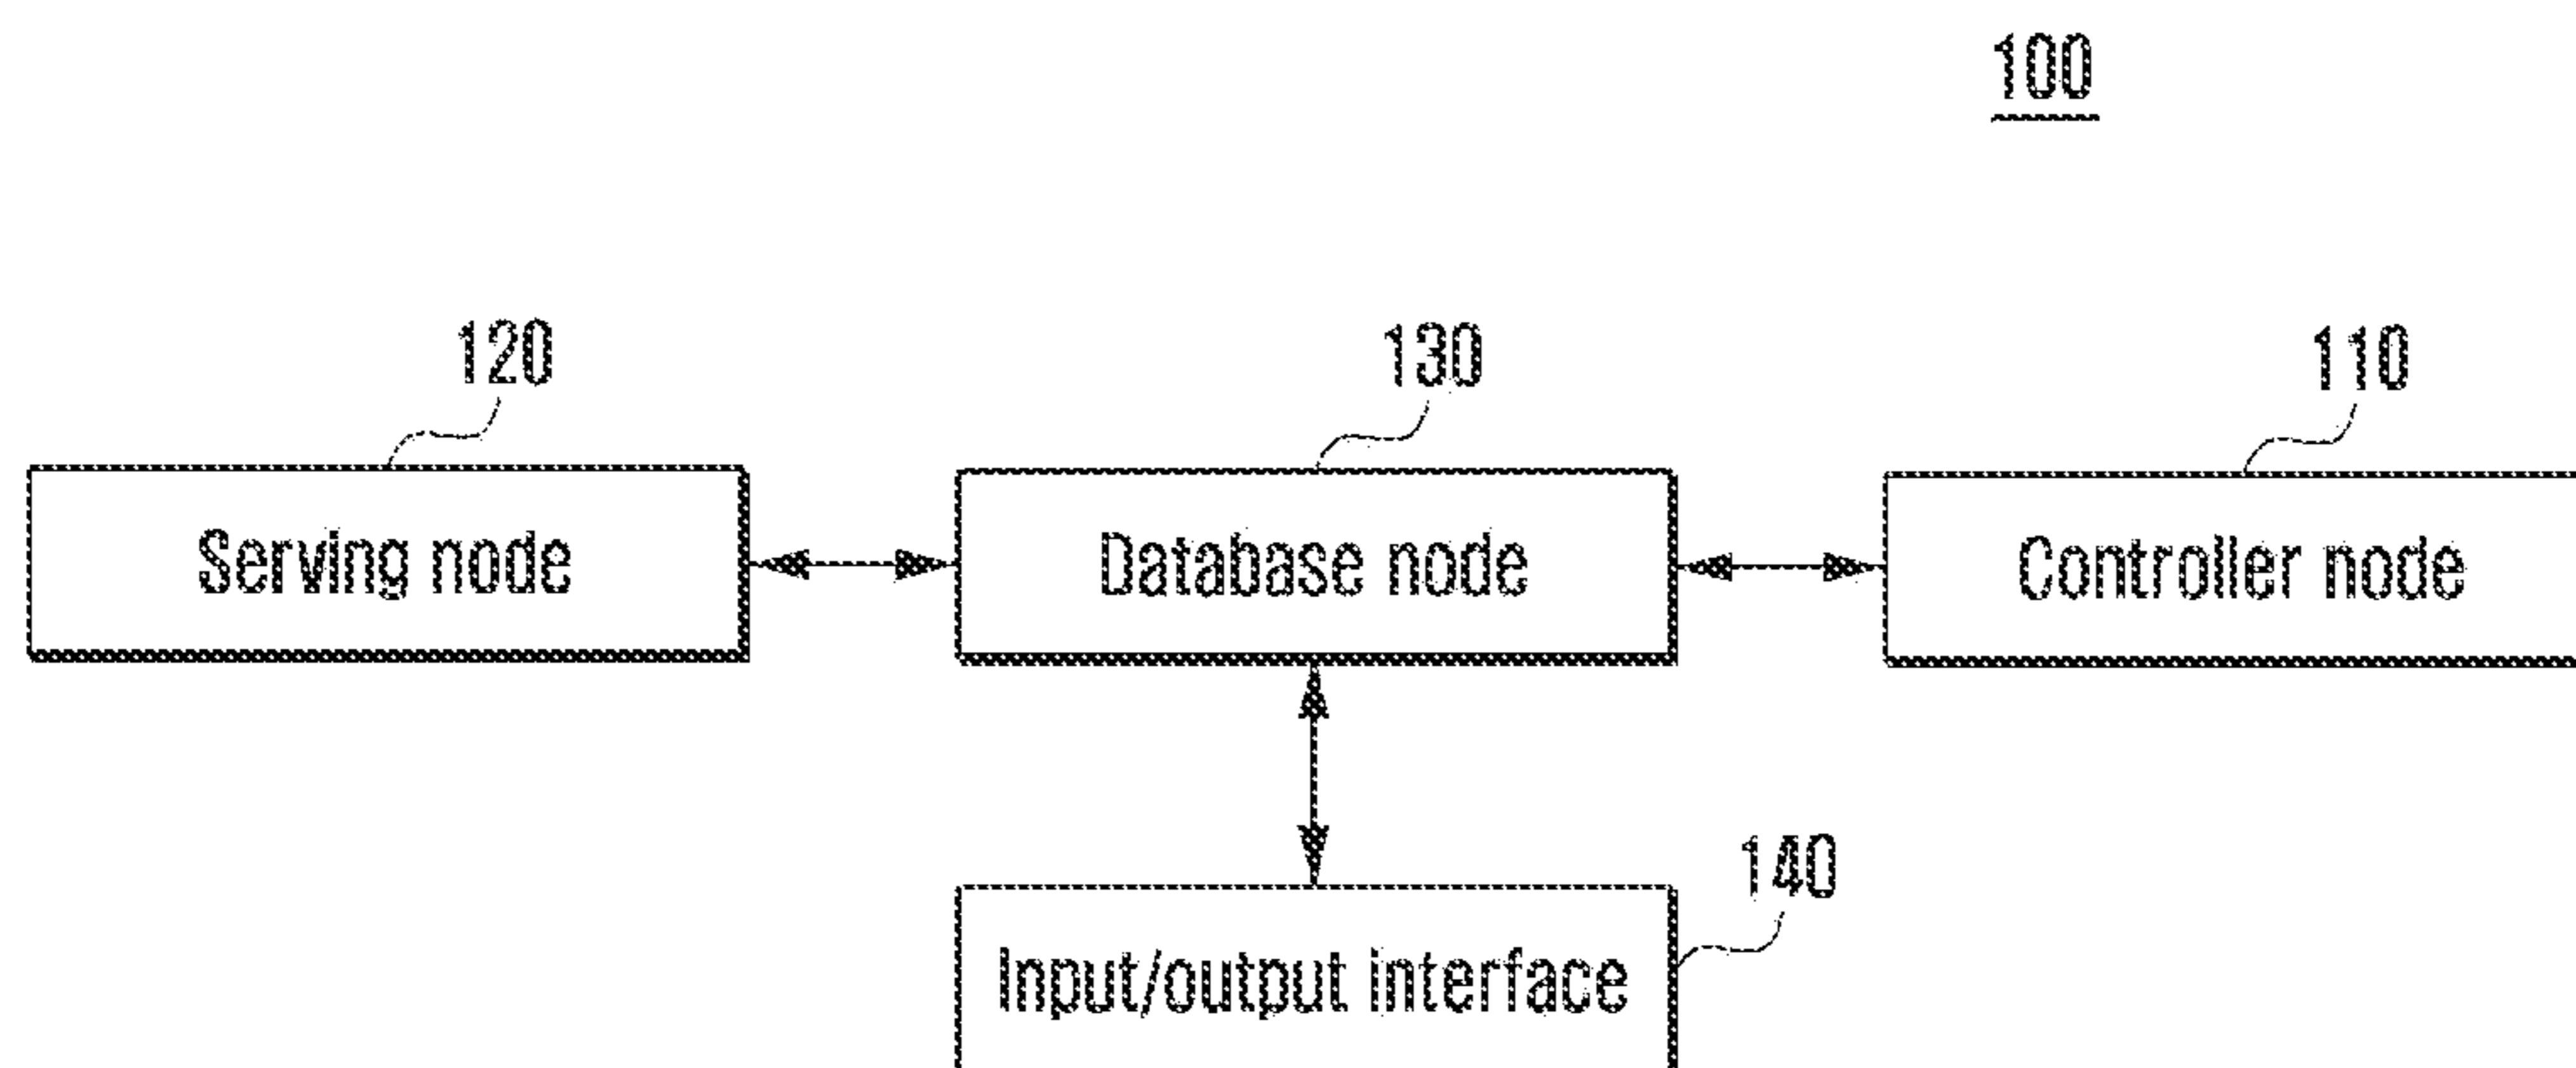 100
120
130
110
Serving node
Database node
Controller node
140
Input/output interface